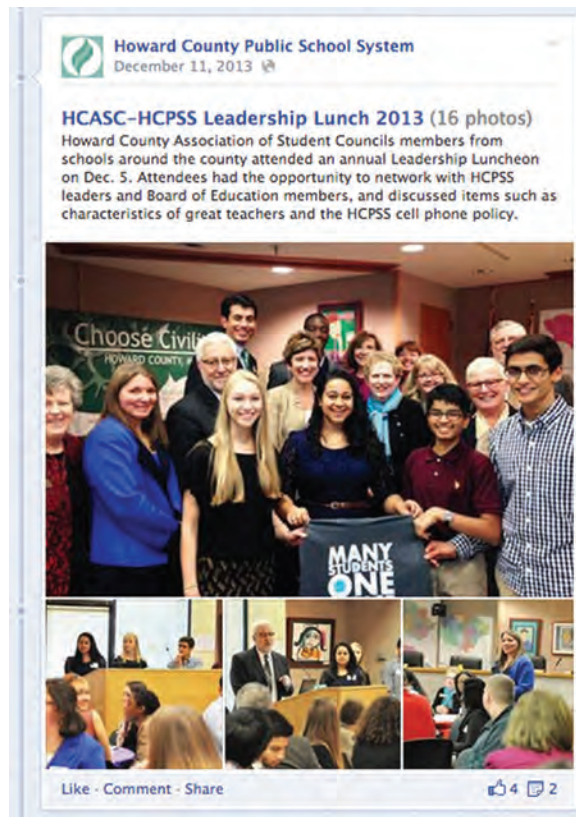 Howard County Public School System
December 11, 2013
HCASC-HCPSS Leadership Lunch 2013 (16 photos)
Howard County Association of Student Councils members from
schools around the county attended an annual Leadership Luncheon
on Dec. 5. Attendees had the opportunity to network with HCPSS
leaders and Board of Education members, and discussed items such as
characteristics of great teachers and the HCPSS cell phone policy.
Choose Civili
HOWARD COUNTY,
MANY
STUDENTS
ONE
Like · Comment · Share
4 2